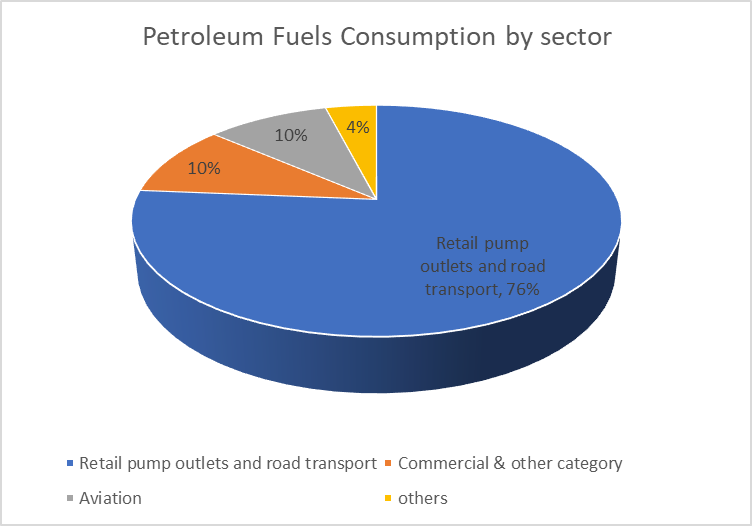 Petroleum Fuels Consumption by sector
4%
10%
10%
Retail pump
outlets and road
transport, 76%
Retail pump outlets and road transport
Commercial & other category
Aviation
others